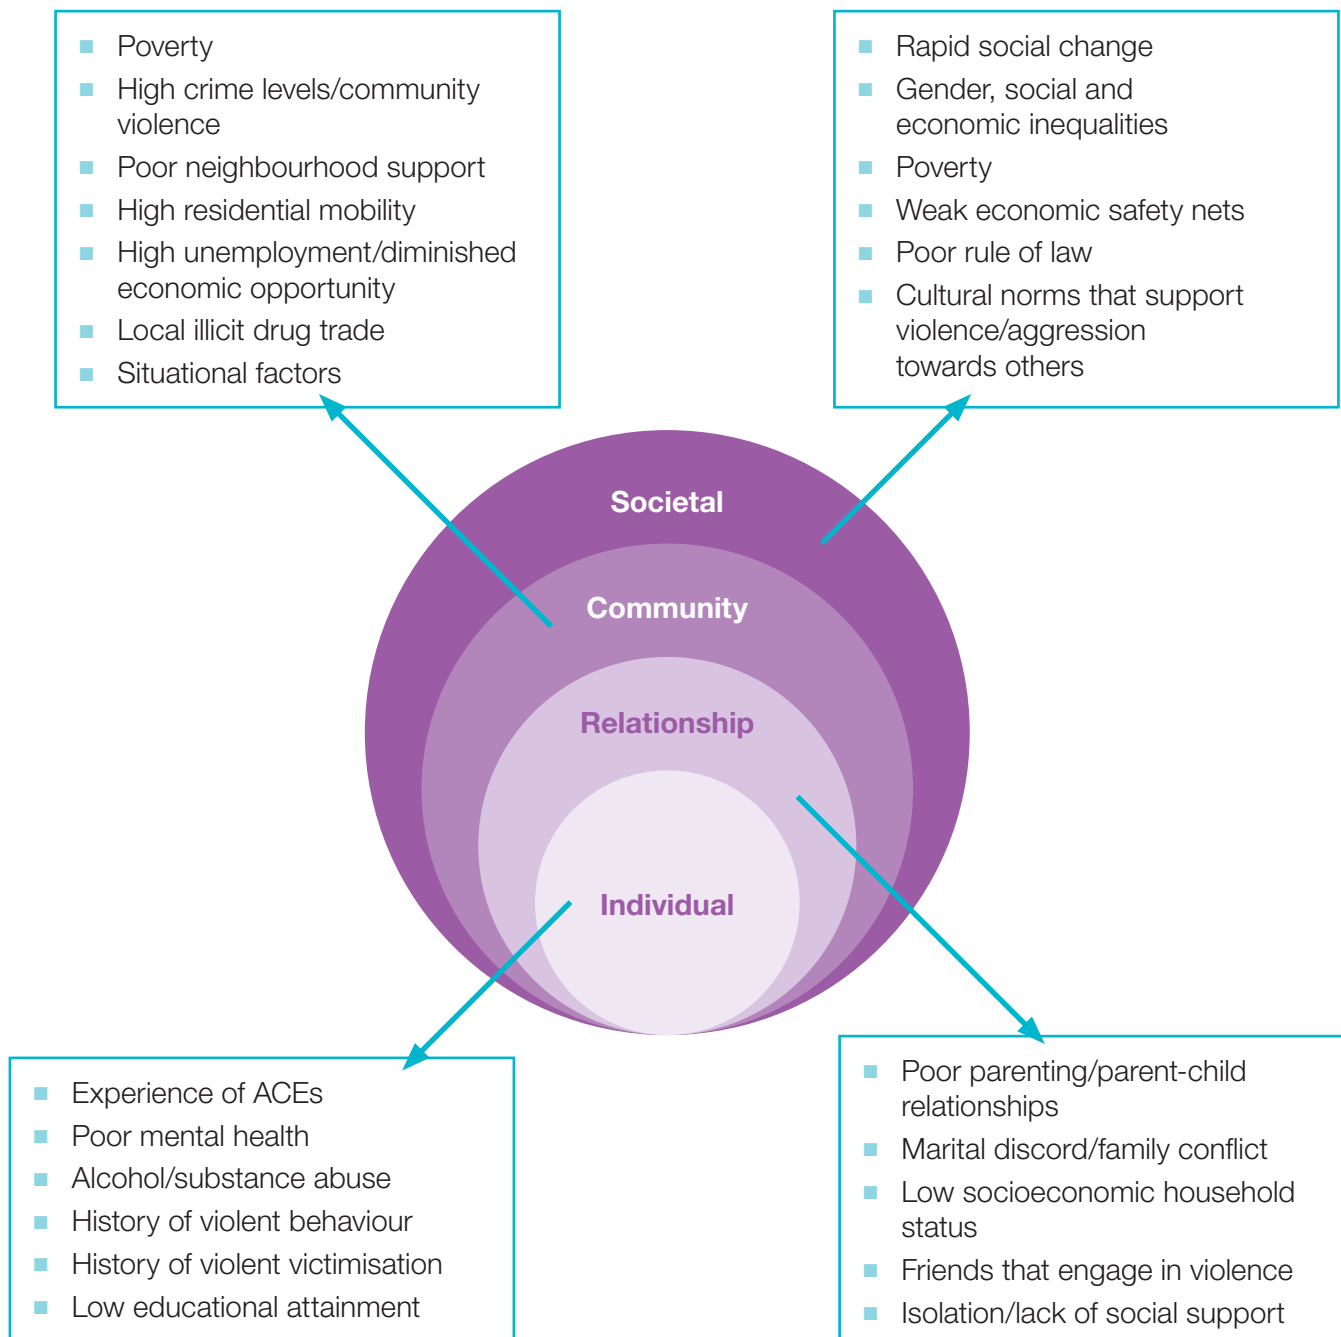 Poverty
High crime levels/community
violence
Poor neighbourhood support
High residential mobility
High unemployment/diminished
economic opportunity
Local illicit drug trade
Situational factors
Rapid social change
Gender, social and
economic inequalities
Poverty
Weak economic safety nets
Poor rule of law
Cultural norms that support
violence/aggression
towards others
Societal
Community
Relationship
Individual
Experience of ACEs
Poor mental health
Alcohol/substance abuse
History of violent behaviour
History of violent victimisation
Low educational attainment
Poor parenting/parent-child
relationships
Marital discord/family conflict
Low socioeconomic household
status
Friends that engage in violence
Isolation/lack of social support